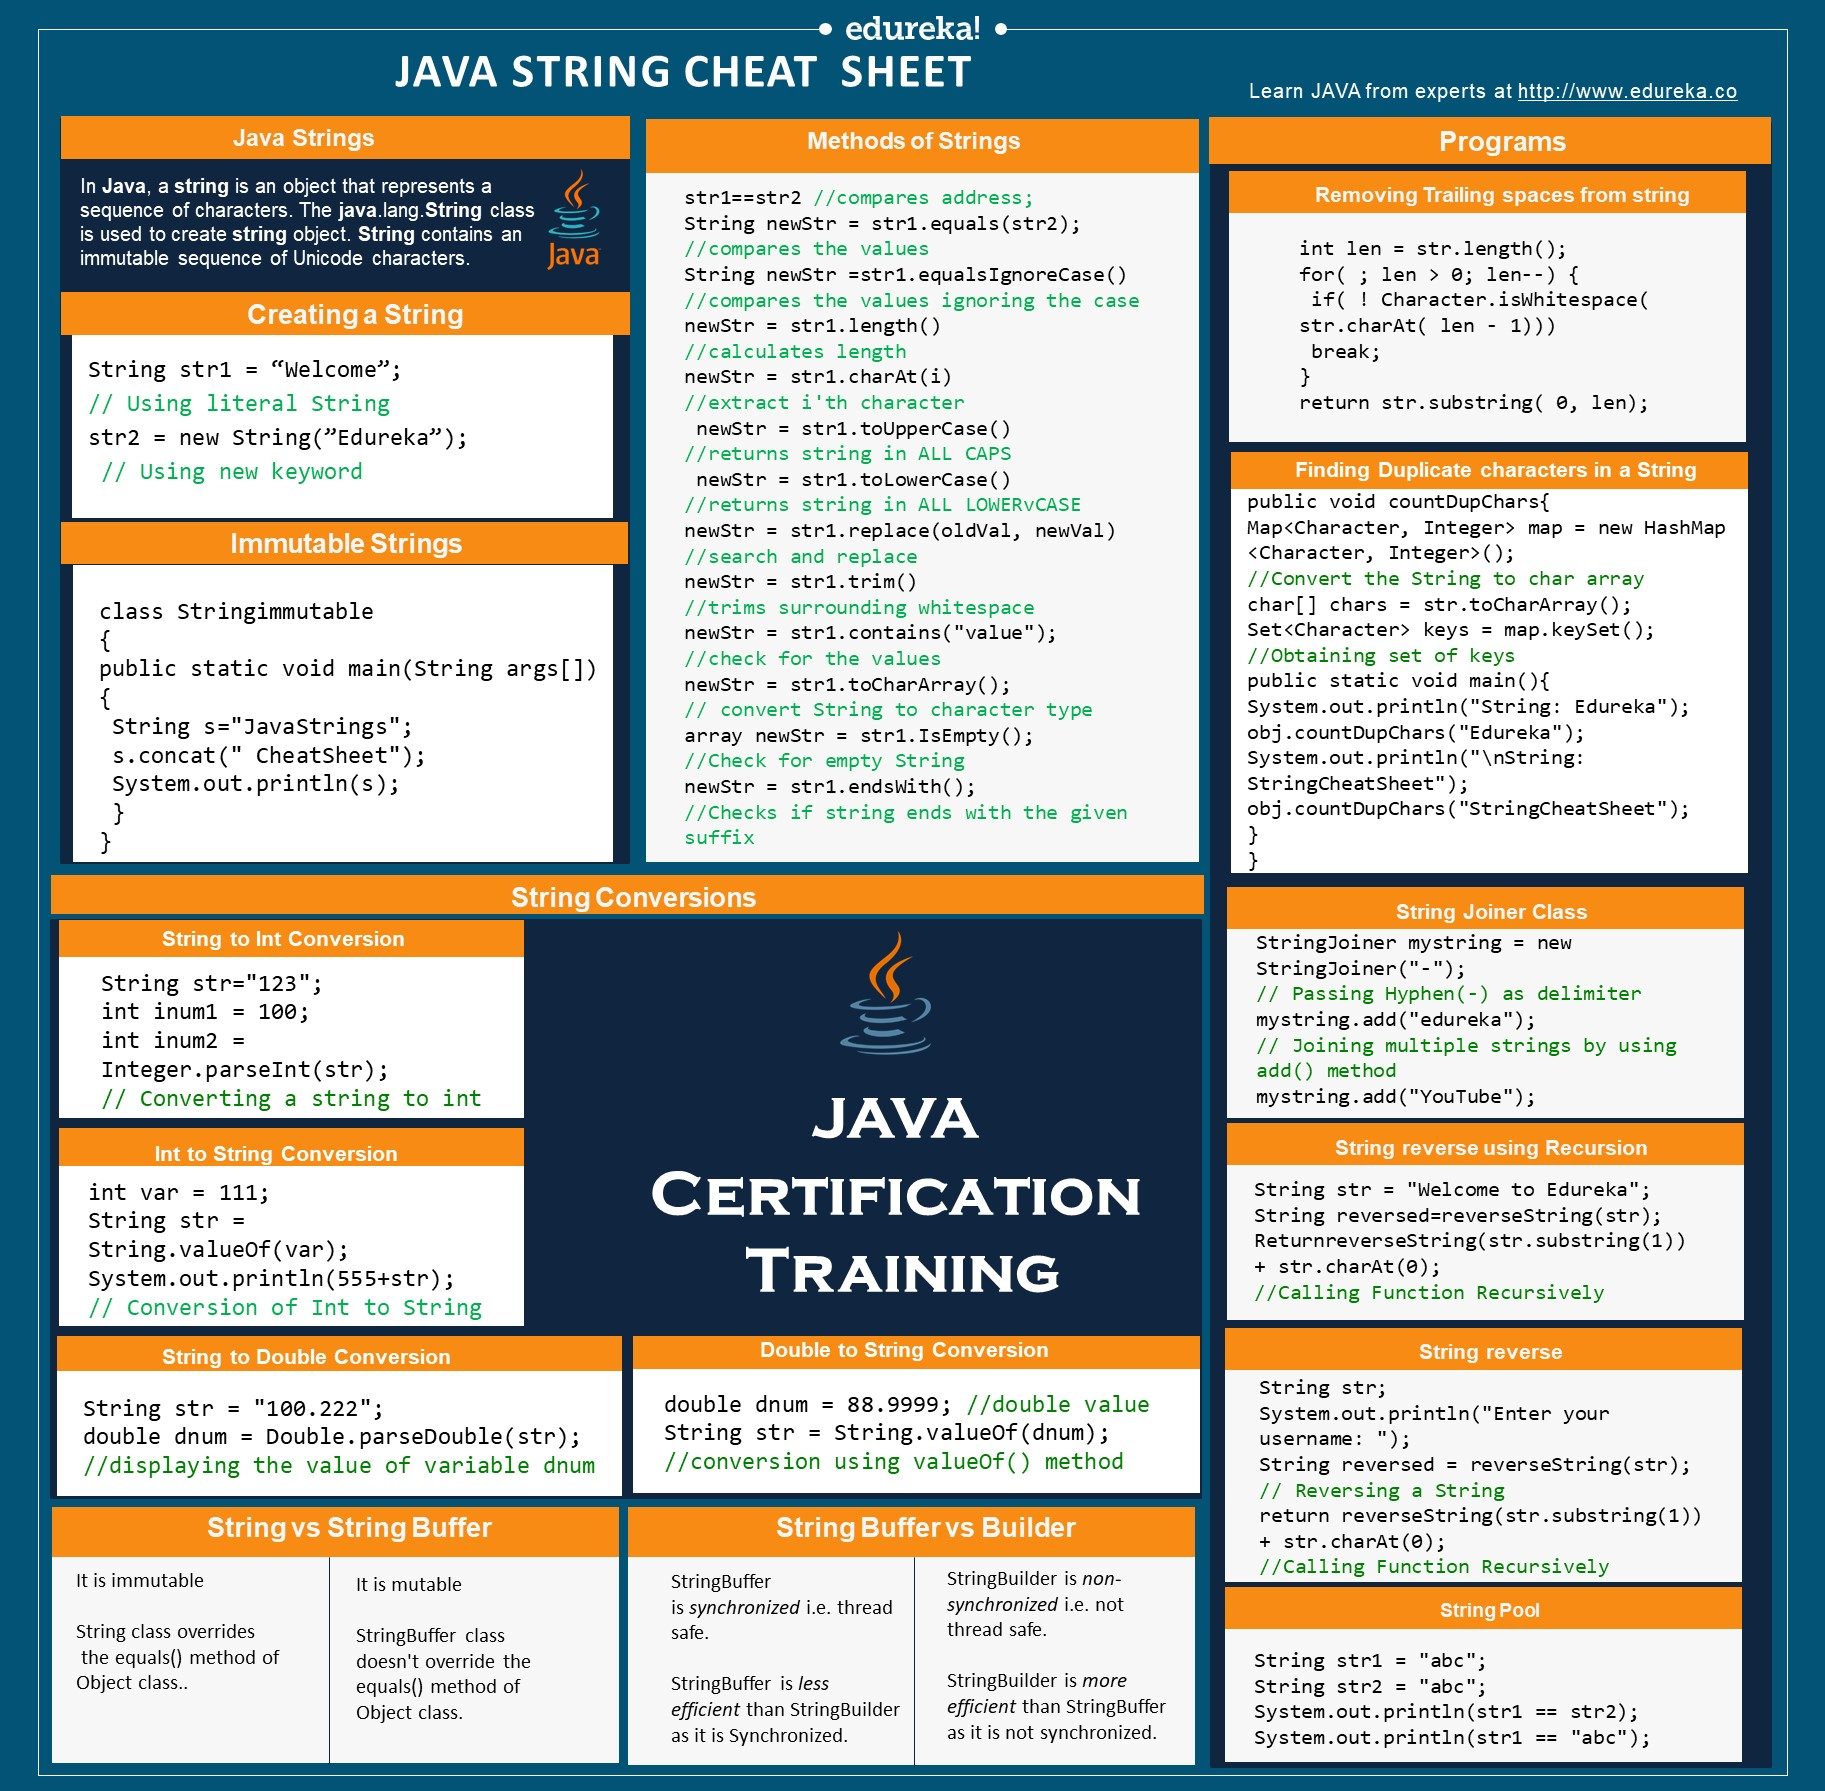 edureka!
JAVA STRING CHEAT SHEET
Learn JAVA from experts at http://www.edureka.co
Java Strings
In Java, a string is an object that represents a
sequence of characters. The java.lang.String class
is used to create string object. String contains an
immutable sequence of Unicode characters.
Java
Creating a String
String str1 = “Welcome”;
// Using literal String
str2 = new String(”Edureka”);
// Using new keyword
Immutable Strings
class Stringimmutable
{
public static void main(String args[])
{
String s="JavaStrings";
s.concat(" CheatSheet");
System.out.println(s);
}
}
Methods of Strings
str1==str2 //compares address;
String newStr = str1.equals(str2);
//compares the values
String newStr =str1.equalsIgnoreCase()
//compares the values ignoring the case
newStr = str1.length()
//calculates length
newStr = str1.charAt(i)
//extract i'th character
newStr = str1.toUpperCase()
//returns string in ALL CAPS
newStr = str1.toLowerCase()
//returns string in ALL LOWERvCASE
newStr = str1.replace(oldVal, newVal)
//search and replace
newStr = str1.trim()
//trims surrounding whitespace
newStr = str1.contains("value");
//check for the values
newStr = str1.toCharArray();
// convert String to character type
array newStr = str1.IsEmpty();
//Check for empty String
newStr = str1.endsWith();
//Checks if string ends with the given
suffix
Programs
Removing Trailing spaces from string
int len = str.length();
for( ; len > 0; len--) {
if( ! Character.isWhitespace(
str.charAt( len - 1)))
break;
}
return str.substring( 0, len);
Finding Duplicate characters in a String
public void countDupChars{
Map<Character, Integer> map = new HashMap
<Character, Integer>();
//Convert the String to char array
char[] chars = str.toCharArray();
Set<Character> keys = map.keySet();
//Obtaining set of keys
public static void main(){
System.out.println("String: Edureka");
obj.countDupChars("Edureka");
System.out.println("\nString:
StringCheatSheet");
obj.countDupChars("StringCheatSheet");
}
}
String Joiner Class
StringJoiner mystring = new
StringJoiner("-");
// Passing Hyphen(-) as delimiter
mystring.add("edureka");
// Joining multiple strings by using
add() method
mystring.add("YouTube");
String reverse using Recursion
String str = "Welcome to Edureka";
String reversed=reverseString(str);
ReturnreverseString(str.substring(1))
+ str.charAt(0);
//Calling Function Recursively
String reverse
String str;
System.out.println("Enter your
username: ");
String reversed = reverseString(str);
// Reversing a String
return reverseString(str.substring(1))
+ str.charAt(0);
//Calling Function Recursively
String Pool
String str1 = "abc";
String str2 = "abc";
System.out.println(str1 == str2);
System.out.println(str1 == "abc");
String Conversions
String to Int Conversion
String str="123";
int inum1 = 100;
int inum2 =
Integer.parseInt(str);
// Converting a string to int
Int to String Conversion
int var = 111;
String str =
String.valueOf(var);
System.out.println(555+str);
// Conversion of Int to String
JAVA
CERTIFICATION
TRAINING
String to Double Conversion
String str = "100.222";
double dnum = Double.parseDouble(str);
//displaying the value of variable dnum
Double to String Conversion
double dnum = 88.9999; //double value
String str = String.valueOf(dnum);
//conversion using valueOf() method
String vs String Buffer
It is immutable
String class overrides
the equals() method of
Object class..
It is mutable
StringBuffer class
doesn't override the
equals() method of
Object class.
String Buffer vs Builder
StringBuffer
is synchronized i.e. thread
safe.
StringBuffer is less
efficient than StringBuilder
as it is Synchronized.
StringBuilder is non-
synchronized i.e. not
thread safe.
StringBuilder is more
efficient than StringBuffer
as it is not synchronized.